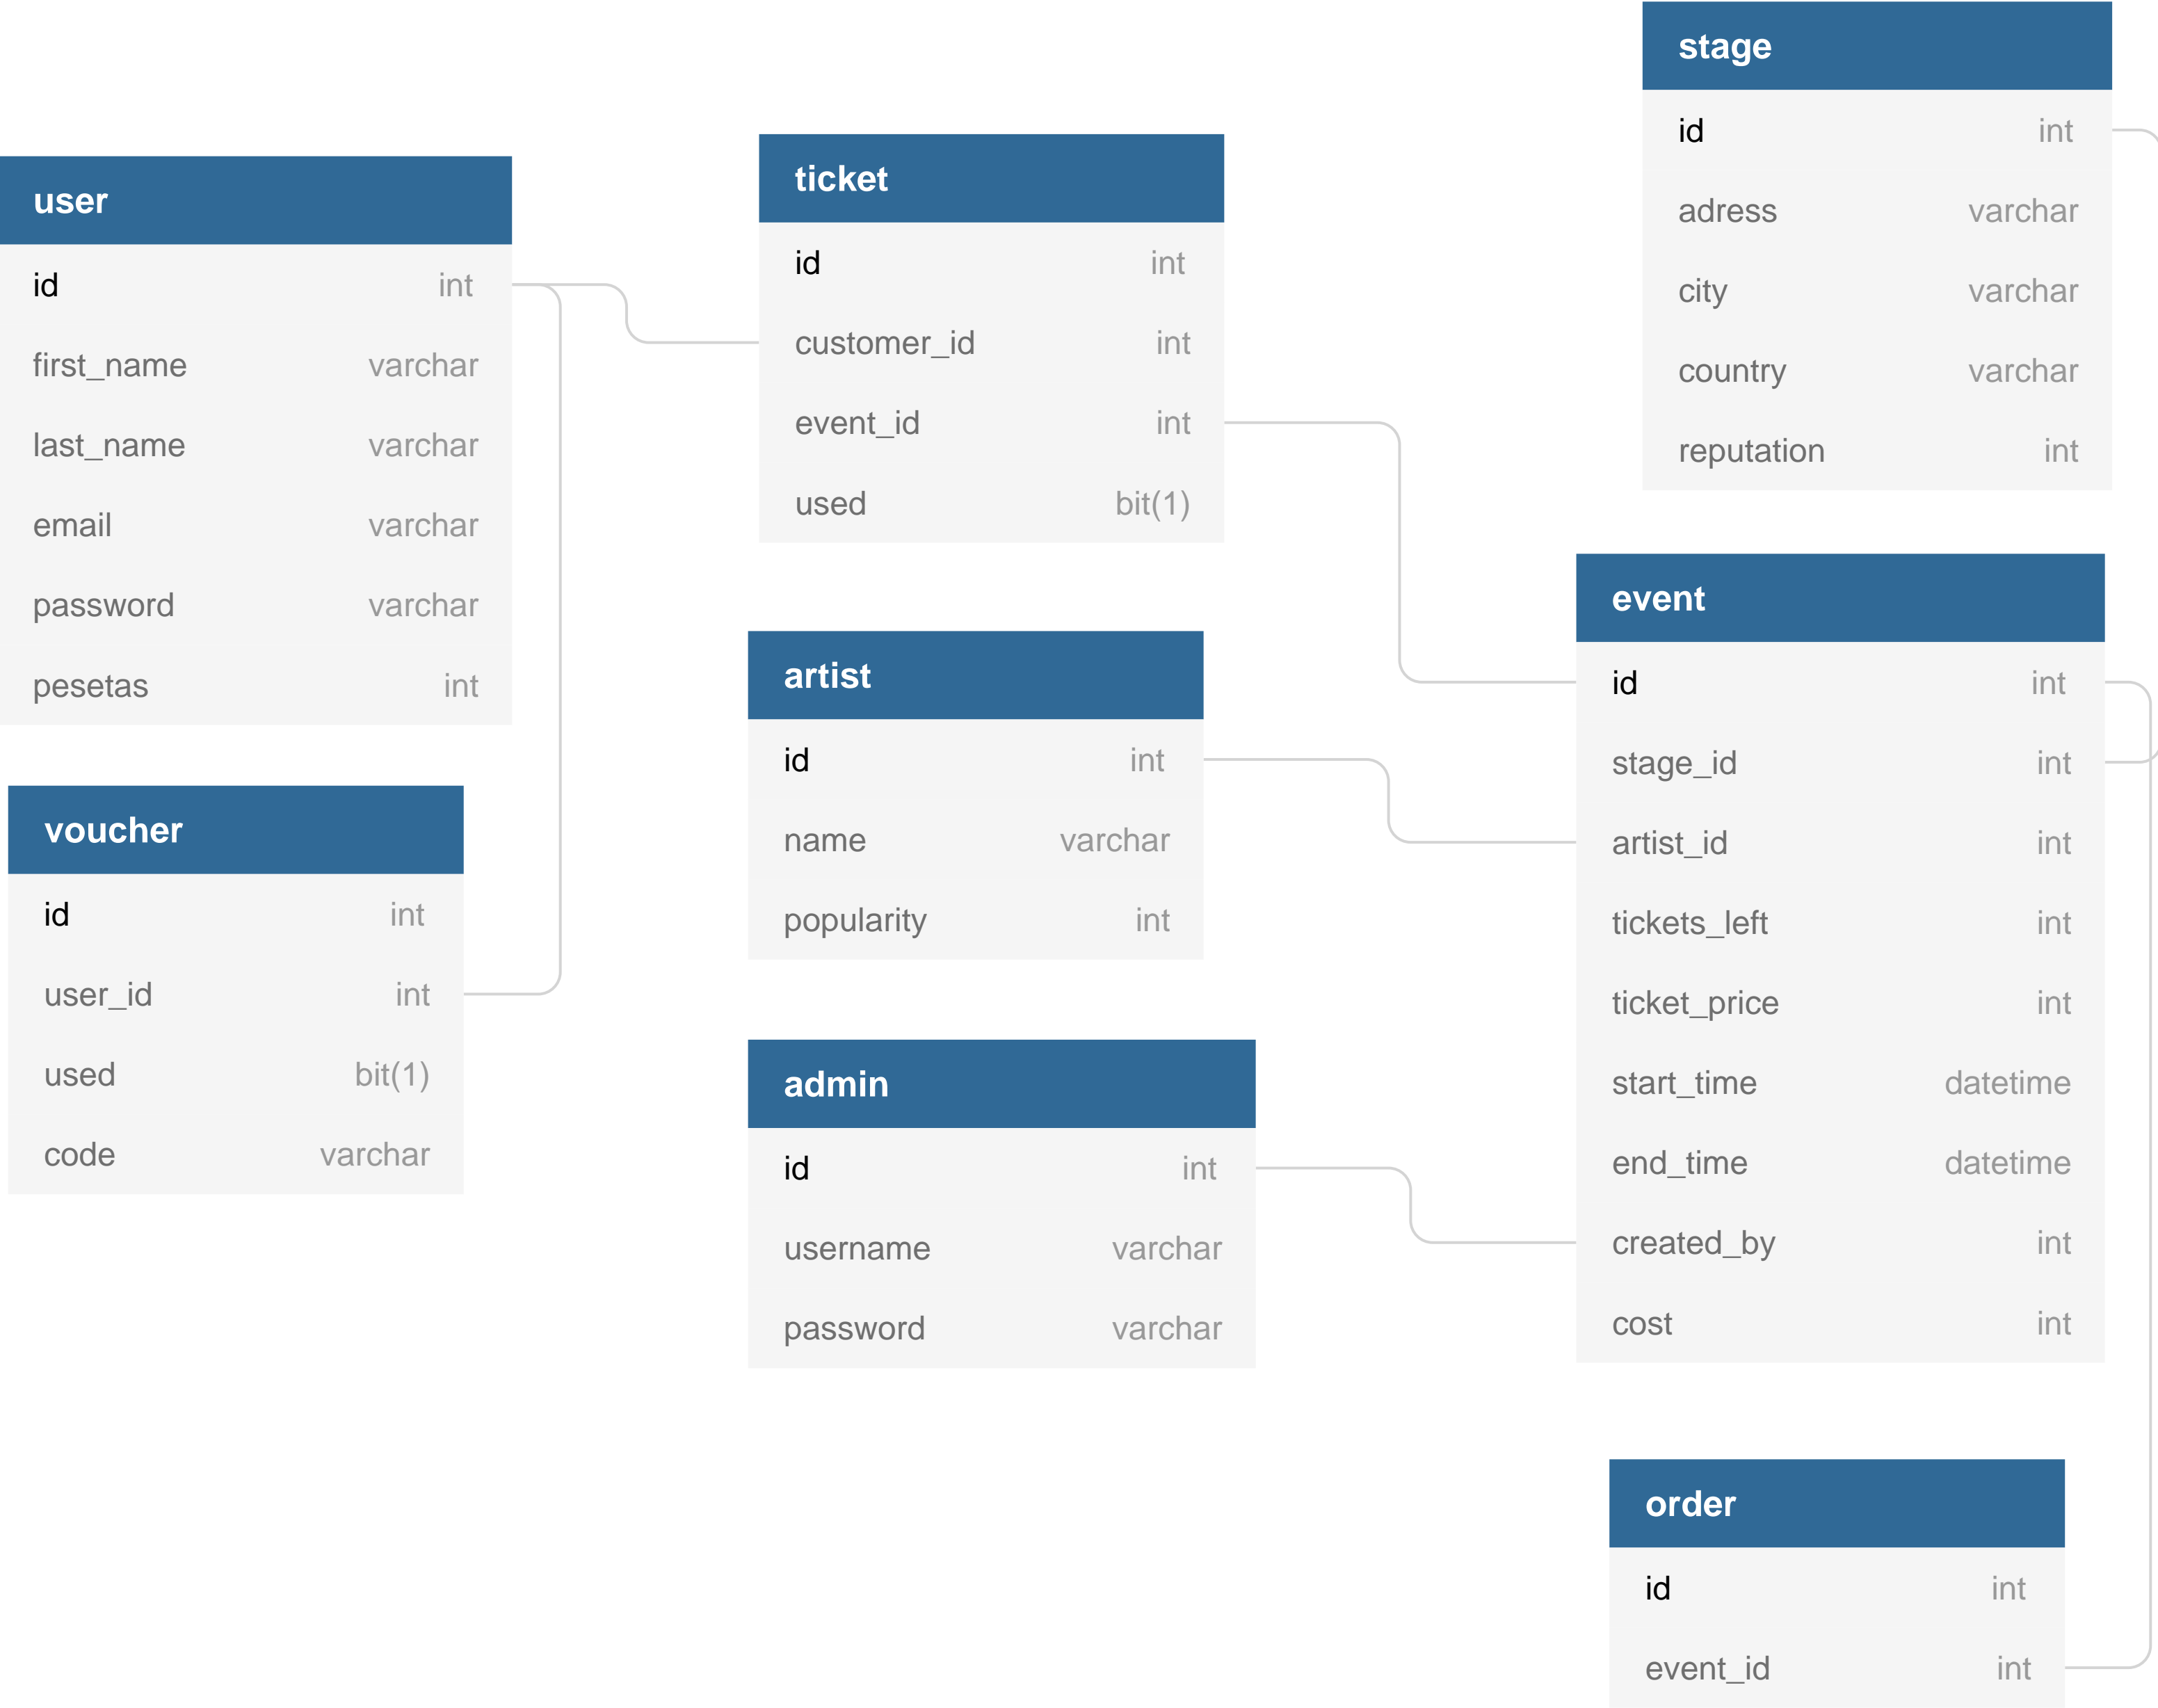 user
id int
first_name varchar
last_name varchar
email varchar
password varchar
pesetas int
voucher
id int
user_id int
used bit(1)
code varchar
ticket
id int
customer_id int
event_id int
used bit(1)
artist
id int
name varchar
popularity int
admin
id int
username varchar
password varchar
stage
id int
adress varchar
city varchar
country varchar
reputation int
event
id int
stage_id int
artist_id int
tickets_left int
ticket_price int
start_time datetime
end_time datetime
created_by int
cost int
order
id int
event_id int